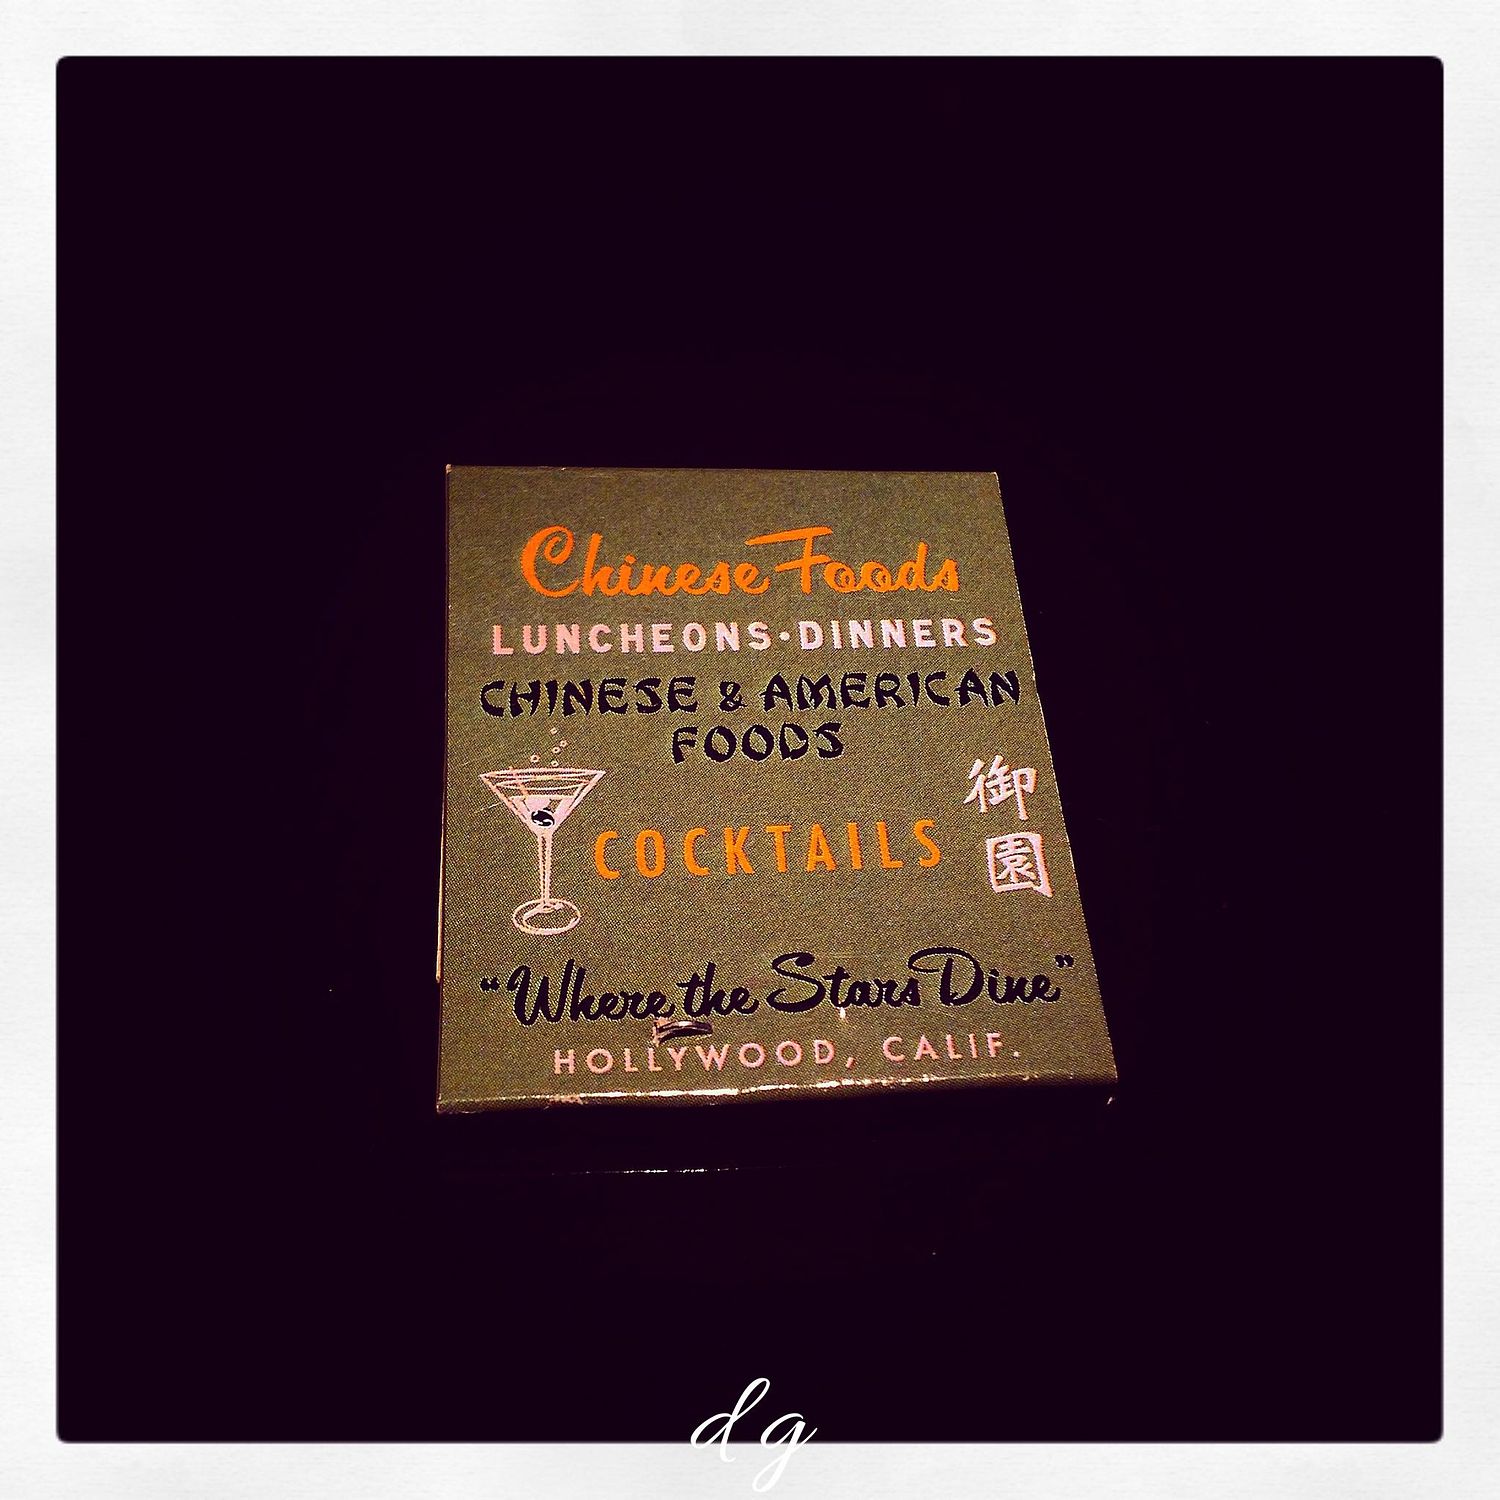 Chinese Foods
LUNCHEONS·DINNERS
CHINESE & AMERICAN
FOODS
御
園
COCKTAILS
"Where the Stars Dine"
HOLLYWOOD, CALIF.
dg